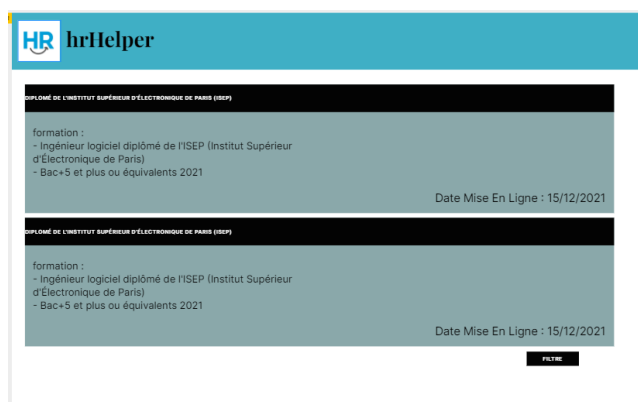 HR hrHelper
DIPLOMÉ DE L'INSTITUT SUPÉRIEUR D'ÉLECTRONIQUE DE PARIS (ISEP)
formation :
- Ingénieur logiciel diplômé de l'ISEP (Institut Supérieur
d'Électronique de Paris)
- Bac+5 et plus ou équivalents 2021
Date Mise En Ligne : 15/12/2021
DIPLOMÉ DE L'INSTITUT SUPÉRIEUR D'ÉLECTRONIQUE DE PARIS (ISEP)
formation :
- Ingénieur logiciel diplômé de l'ISEP (Institut Supérieur
d'Électronique de Paris)
- Bac+5 et plus ou équivalents 2021
Date Mise En Ligne : 15/12/2021
FILTRE